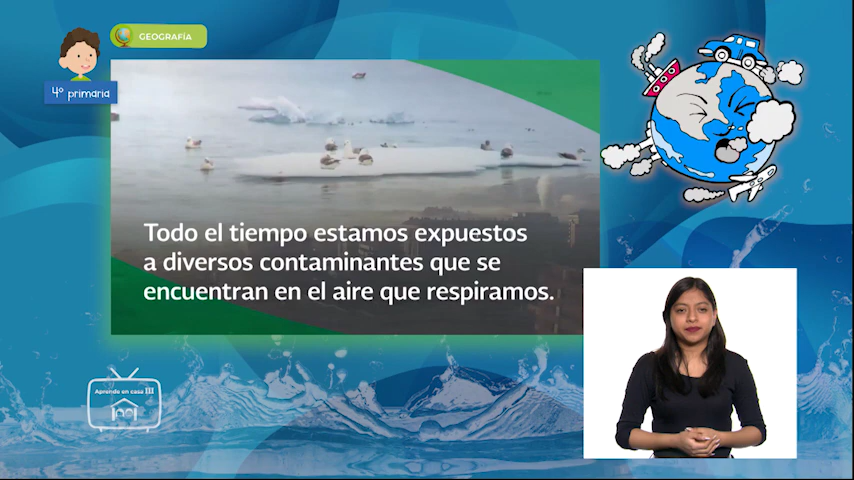 GEOGRAFÍA
4º primaria
Todo el tiempo estamos expuestos
a diversos contaminantes que se
encuentran en el aire que respiramos.
Aprende en casa III